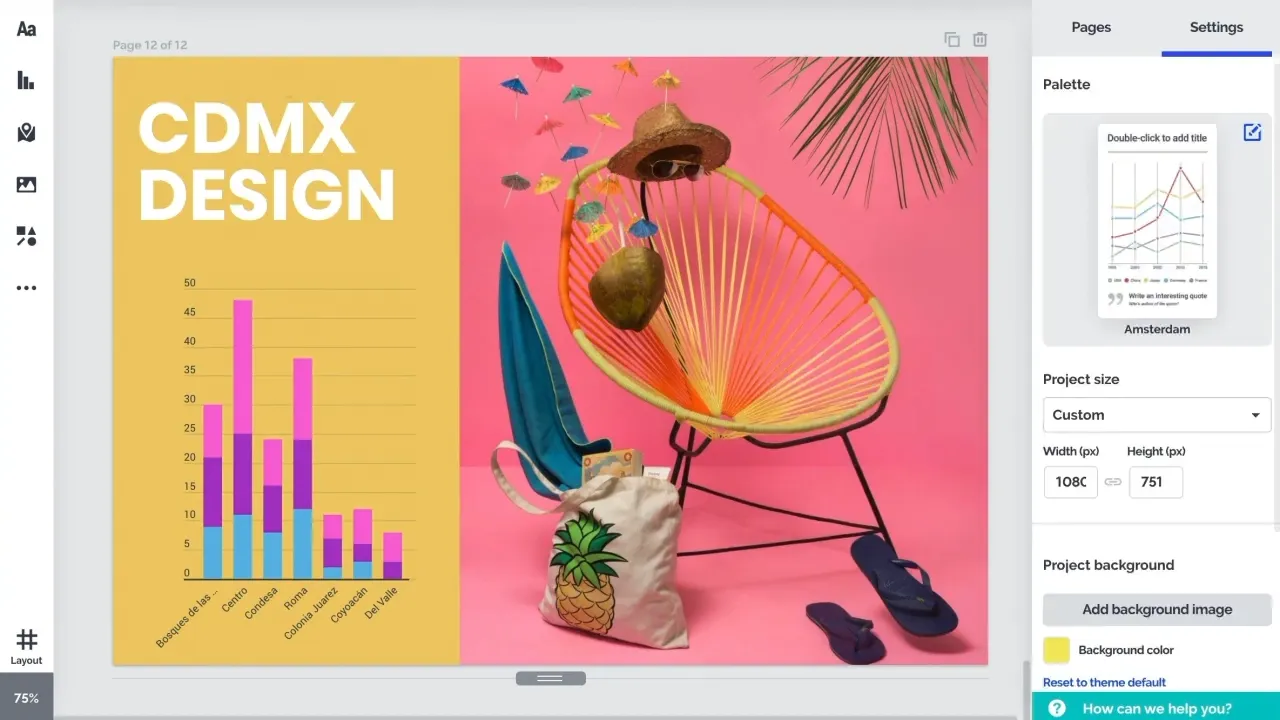 Aa
Page 12 of 12
Pages
Settings
CDMX
DESIGN
50
45
40
35
30
25
20
15
10
5
0
Bosques de las ...
Centro
Condesa
Roma
Colonia Juarez
Coyoacán
Del Valle
Palette
Double-click to add title
Write an interesting quote
Amsterdam
Project size
Custom
Width (px)
Height (px)
1080
751
Project background
Add background image
Background color
Reset to theme default
How can we help you?
Layout
75%